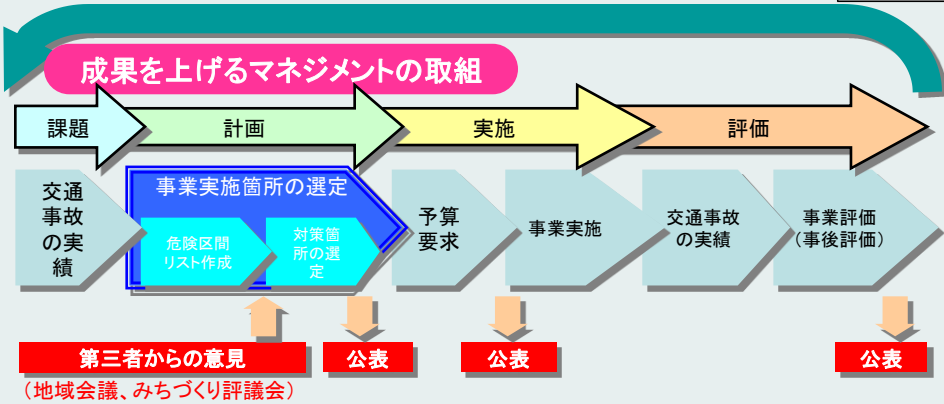 成果を上げるマネジメントの取組
課題
計画
実施
評価
交通
事故
の実
績
事業実施箇所の選定
危険区間
リスト作成
対策箇
所の選
定
予算
要求
事業実施
交通事故
の実績
事業評価
(事後評価)
第三者からの意見
公表
公表
公表
(地域会議、みちづくり評議会)